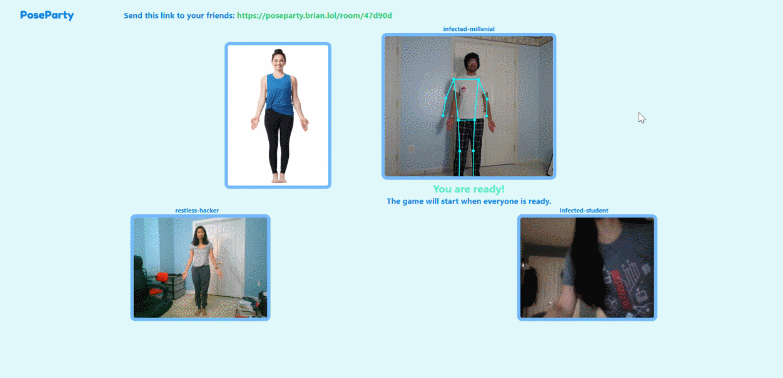 PoseParty
Send this link to your friends: https://poseparty.brian.lol/room/47d90d
infected-millenial
You are ready!
The game will start when everyone is ready.
restless-hacker
infected-student